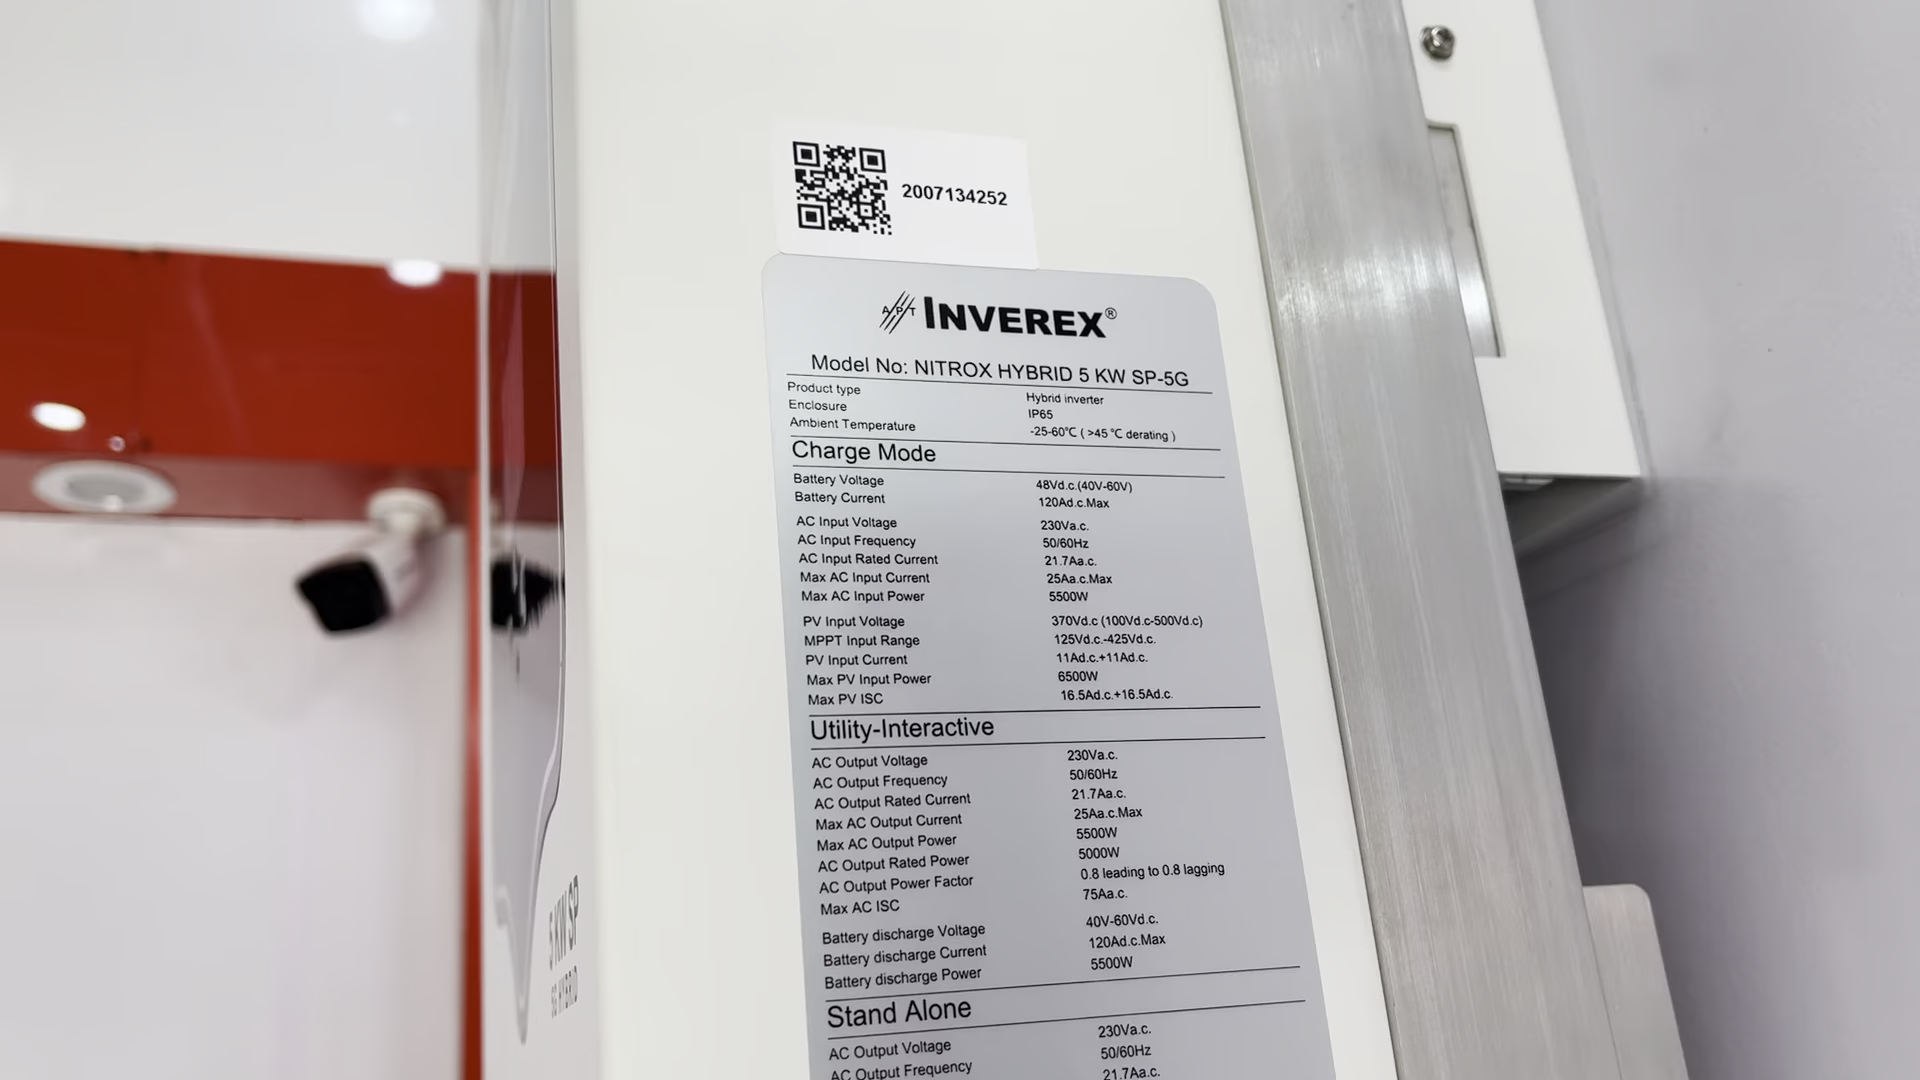 2007134252
APT INVEREX®
Model No: NITROX HYBRID 5 KW SP-5G
Product type Hybrid inverter
Enclosure IP65
Ambient Temperature -25-60℃ ( >45 ℃ derating )
Charge Mode
Battery Voltage 48Vd.c.(40V-60V)
Battery Current 120Ad.c.Max
AC Input Voltage 230Va.c.
AC Input Frequency 50/60Hz
AC Input Rated Current 21.7Aa.c.
Max AC Input Current 25Aa.c.Max
Max AC Input Power 5500W
PV Input Voltage 370Vd.c (100Vd.c-500Vd.c)
MPPT Input Range 125Vd.c.-425Vd.c.
PV Input Current 11Ad.c.+11Ad.c.
Max PV Input Power 6500W
Max PV ISC 16.5Ad.c.+16.5Ad.c.
Utility-Interactive
AC Output Voltage 230Va.c.
AC Output Frequency 50/60Hz
AC Output Rated Current 21.7Aa.c.
Max AC Output Current 25Aa.c.Max
Max AC Output Power 5500W
AC Output Rated Power 5000W
AC Output Power Factor 0.8 leading to 0.8 lagging
Max AC ISC 75Aa.c.
Battery discharge Voltage 40V-60Vd.c.
Battery discharge Current 120Ad.c.Max
Battery discharge Power 5500W
Stand Alone
AC Output Voltage 230Va.c.
AC Output Frequency 50/60Hz
21.7Aa.c.
5 KW SP
5G HYBRID